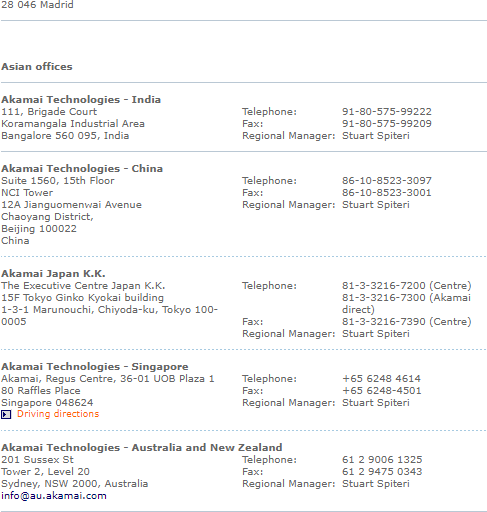 28 046 Madrid
Asian offices
Akamai Technologies - India
111, Brigade Court Telephone: 91-80-575-99222
Koramangala Industrial Area Fax: 91-80-575-99209
Bangalore 560 095, India Regional Manager: Stuart Spiteri
Akamai Technologies - China
Suite 1560, 15th Floor Telephone: 86-10-8523-3097
NCI Tower Fax: 86-10-8523-3001
12A Jianguomenwai Avenue Regional Manager: Stuart Spiteri
Chaoyang District,
Beijing 100022
China
Akamai Japan K.K.
The Executive Centre Japan K.K. Telephone: 81-3-3216-7200 (Centre)
15F Tokyo Ginko Kyokai building 81-3-3216-7300 (Akamai
1-3-1 Marunouchi, Chiyoda-ku, Tokyo 100- direct)
0005 Fax: 81-3-3216-7390 (Centre)
Regional Manager: Stuart Spiteri
Akamai Technologies - Singapore
Akamai, Regus Centre, 36-01 UOB Plaza 1 Telephone: +65 6248 4614
80 Raffles Place Fax: +65 6248-4501
Singapore 048624 Regional Manager: Stuart Spiteri
Driving directions
Akamai Technologies - Australia and New Zealand
201 Sussex St Telephone: 61 2 9006 1325
Tower 2, Level 20 Fax: 61 2 9475 0343
Sydney, NSW 2000, Australia Regional Manager: Stuart Spiteri
info@au.akamai.com